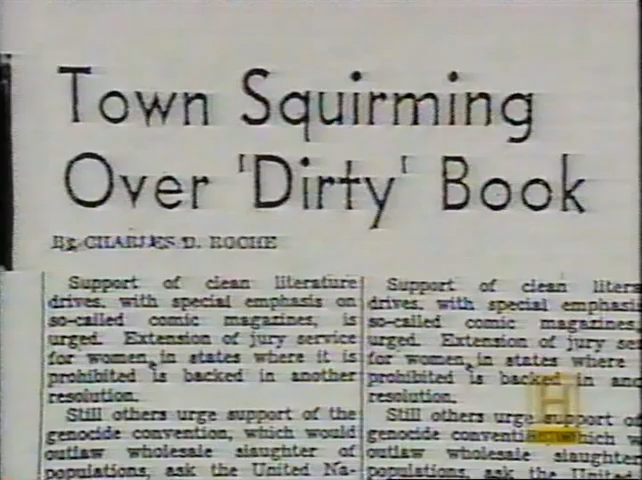 Town Squirming
Over 'Dirty' Book
By CHARLES D. ROCHE
Support of clean literature
drives, with special emphasis on
so-called comic magazines, is
urged. Extension of jury service
for women in states where it is
prohibited is backed in another
resolution.
Still others urge support of the
genocide convention, which would
outlaw wholesale slaughter of
populations, ask the United Na-
Support of clean litera
drives, with special emphasi
so-called comic magazines
urged. Extension of jury se
for women in states where
prohibited is backed in an
resolution.
Still others urge support o
genocide conventi which w
outlaw wholesale slaughter
populations, ask the United
H